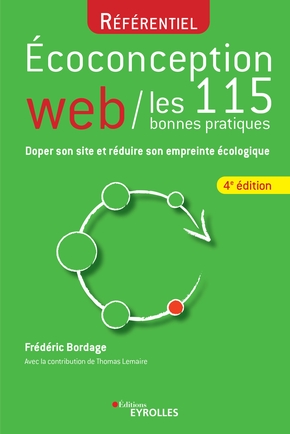 RÉFÉRENTIEL
Écoconception
web / les 115
bonnes pratiques
Doper son site et réduire son empreinte écologique
4e édition
Frédéric Bordage
Avec la contribution de Thomas Lemaire
Éditions
EYROLLES